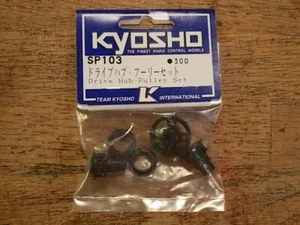 KYOSHO
THE FINEST RADIO CONTROL MODELS
SP103 ●300
ドライブハブ・プーリーセット
Drive Hub Pulley Set
TEAM KYOSHO K INTERNATIONAL